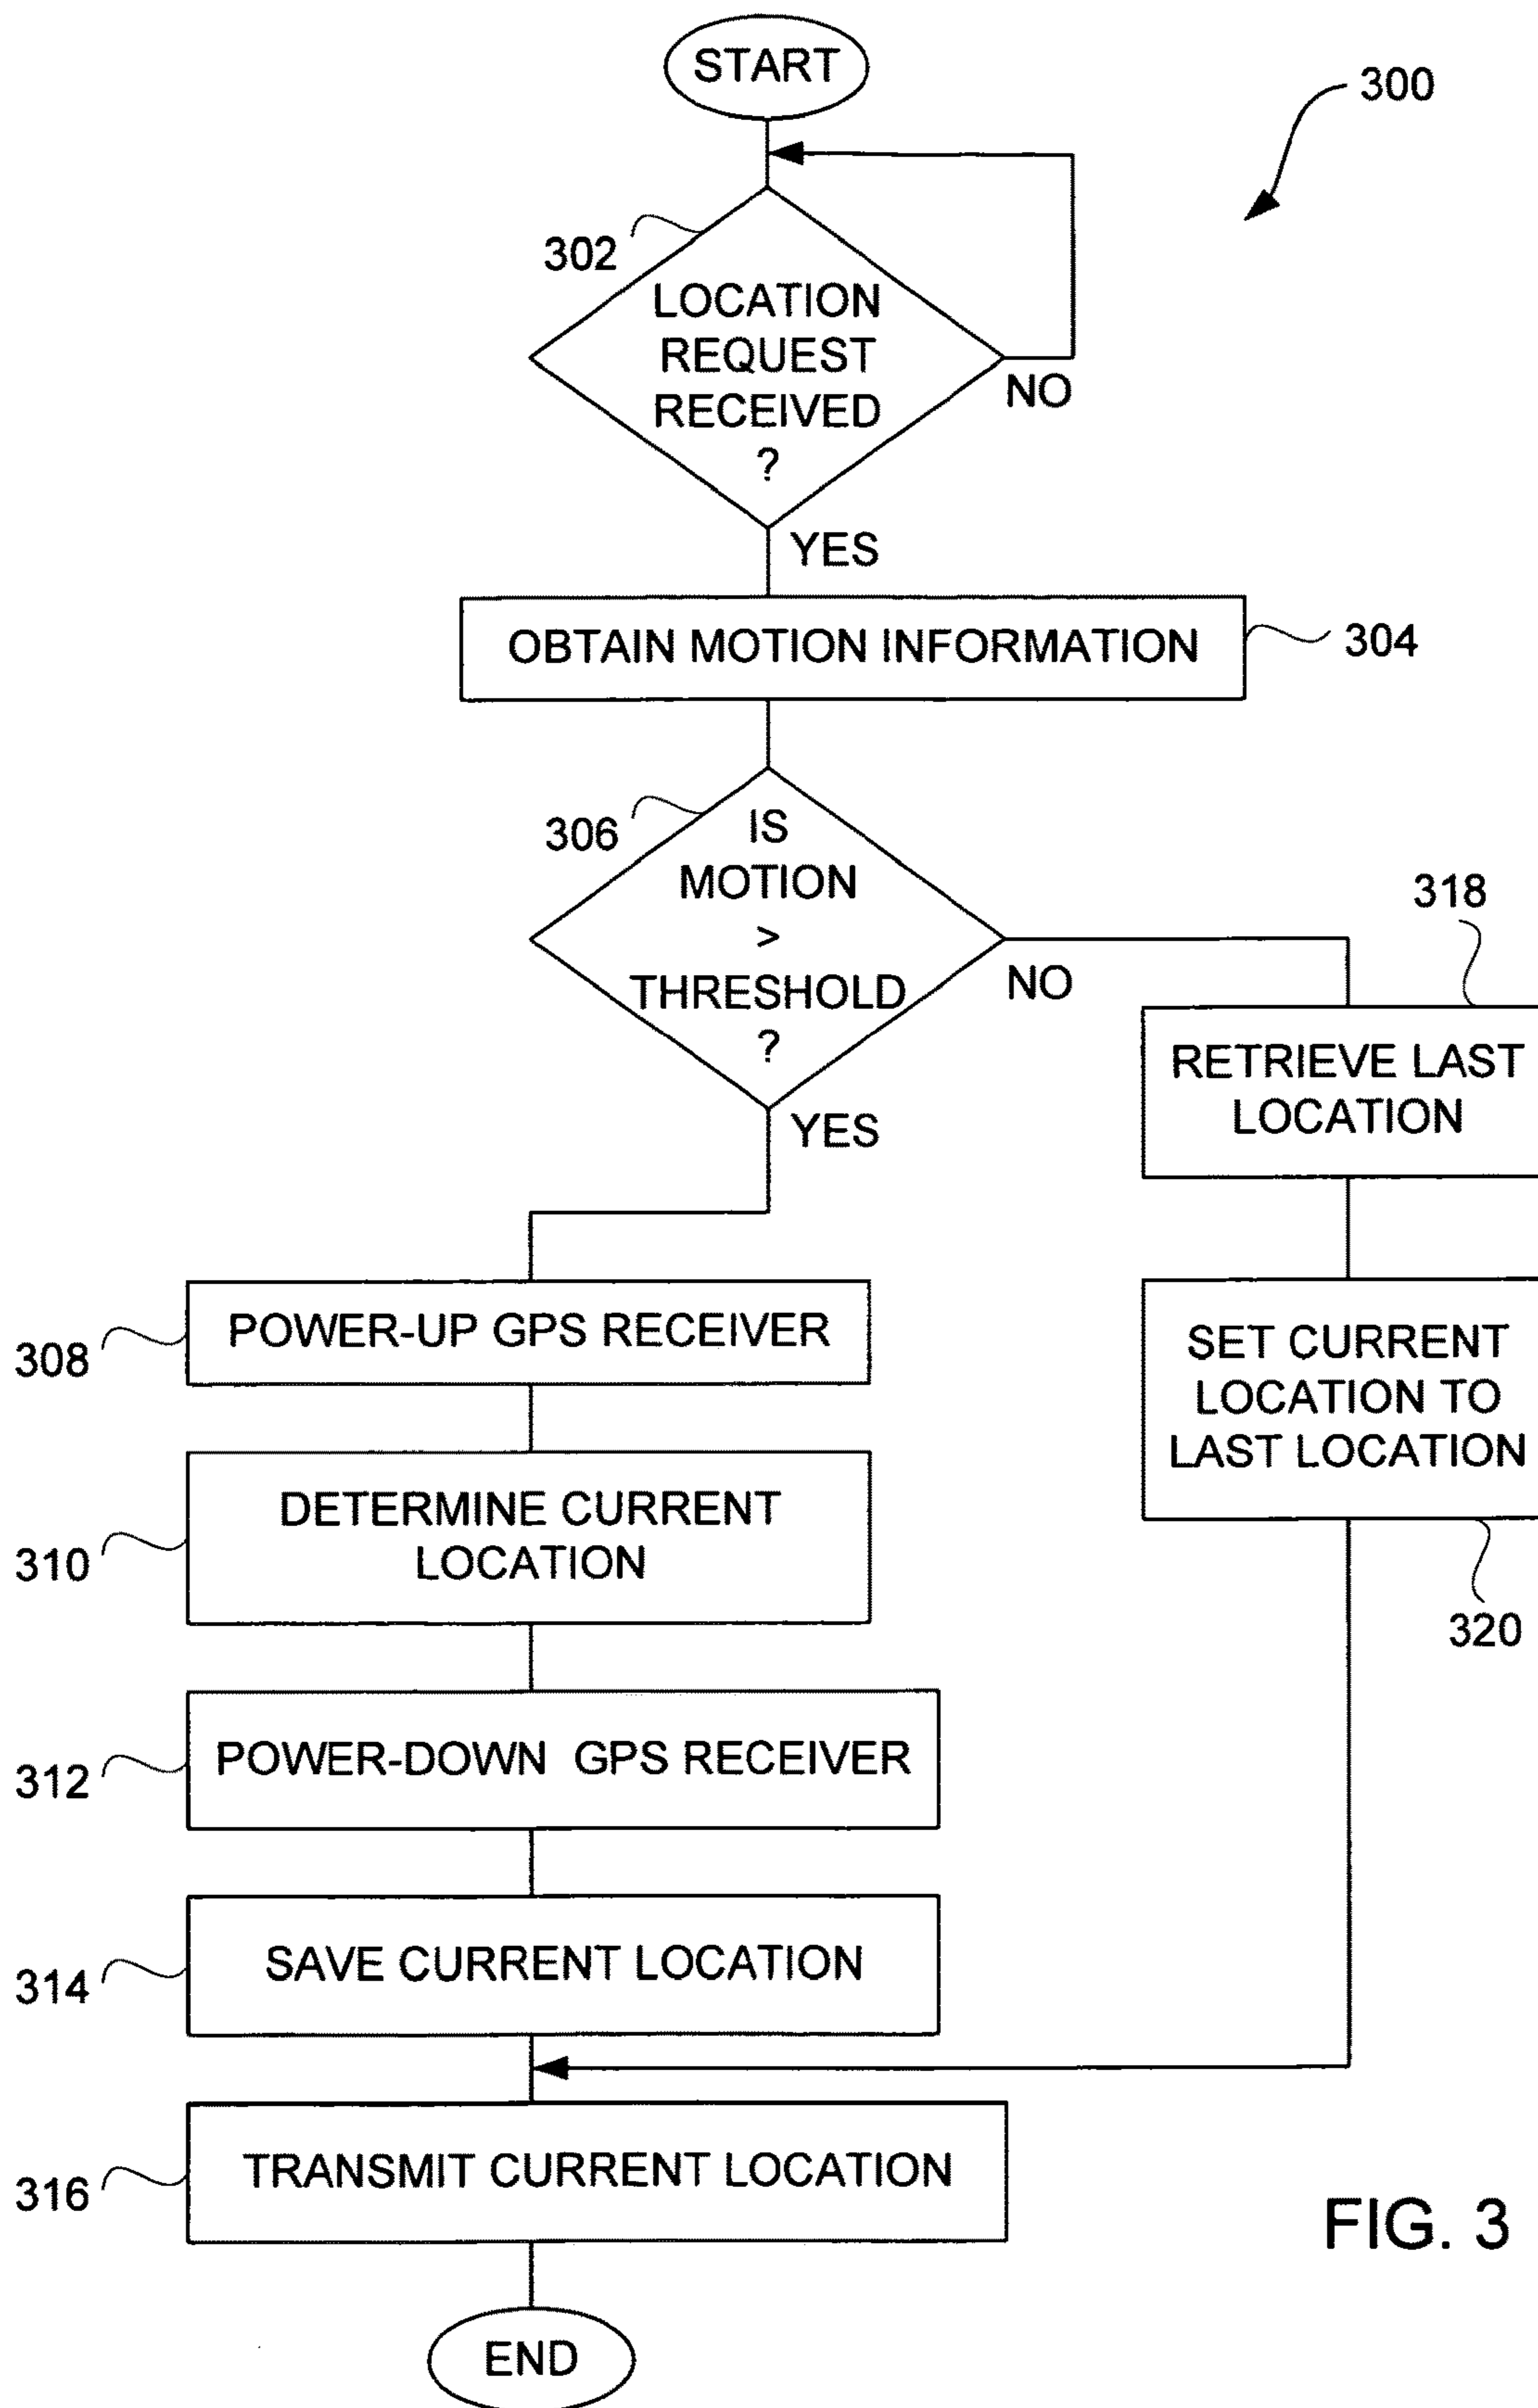 START
300
302
LOCATION
REQUEST
RECEIVED
?
NO
YES
OBTAIN MOTION INFORMATION
304
306
IS
MOTION
>
THRESHOLD
?
NO
YES
318
RETRIEVE LAST
LOCATION
308
POWER-UP GPS RECEIVER
SET CURRENT
LOCATION TO
LAST LOCATION
320
310
DETERMINE CURRENT
LOCATION
312
POWER-DOWN GPS RECEIVER
314
SAVE CURRENT LOCATION
316
TRANSMIT CURRENT LOCATION
FIG. 3
END